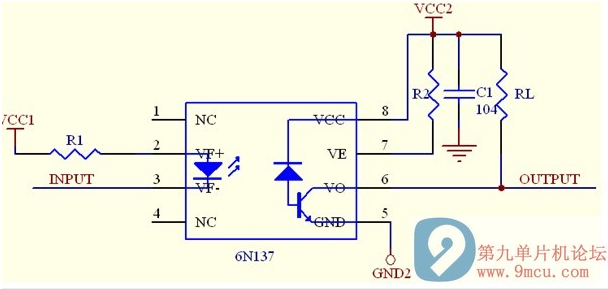 VCC2
VCC1
R1
1
NC
VCC
8
R2
C1
104
RL
2
VF+
VE
7
INPUT
3
VF-
VO
6
OUTPUT
4
NC
GND
5
6N137
GND2
9
第九单片机论坛
www.9mcu.com